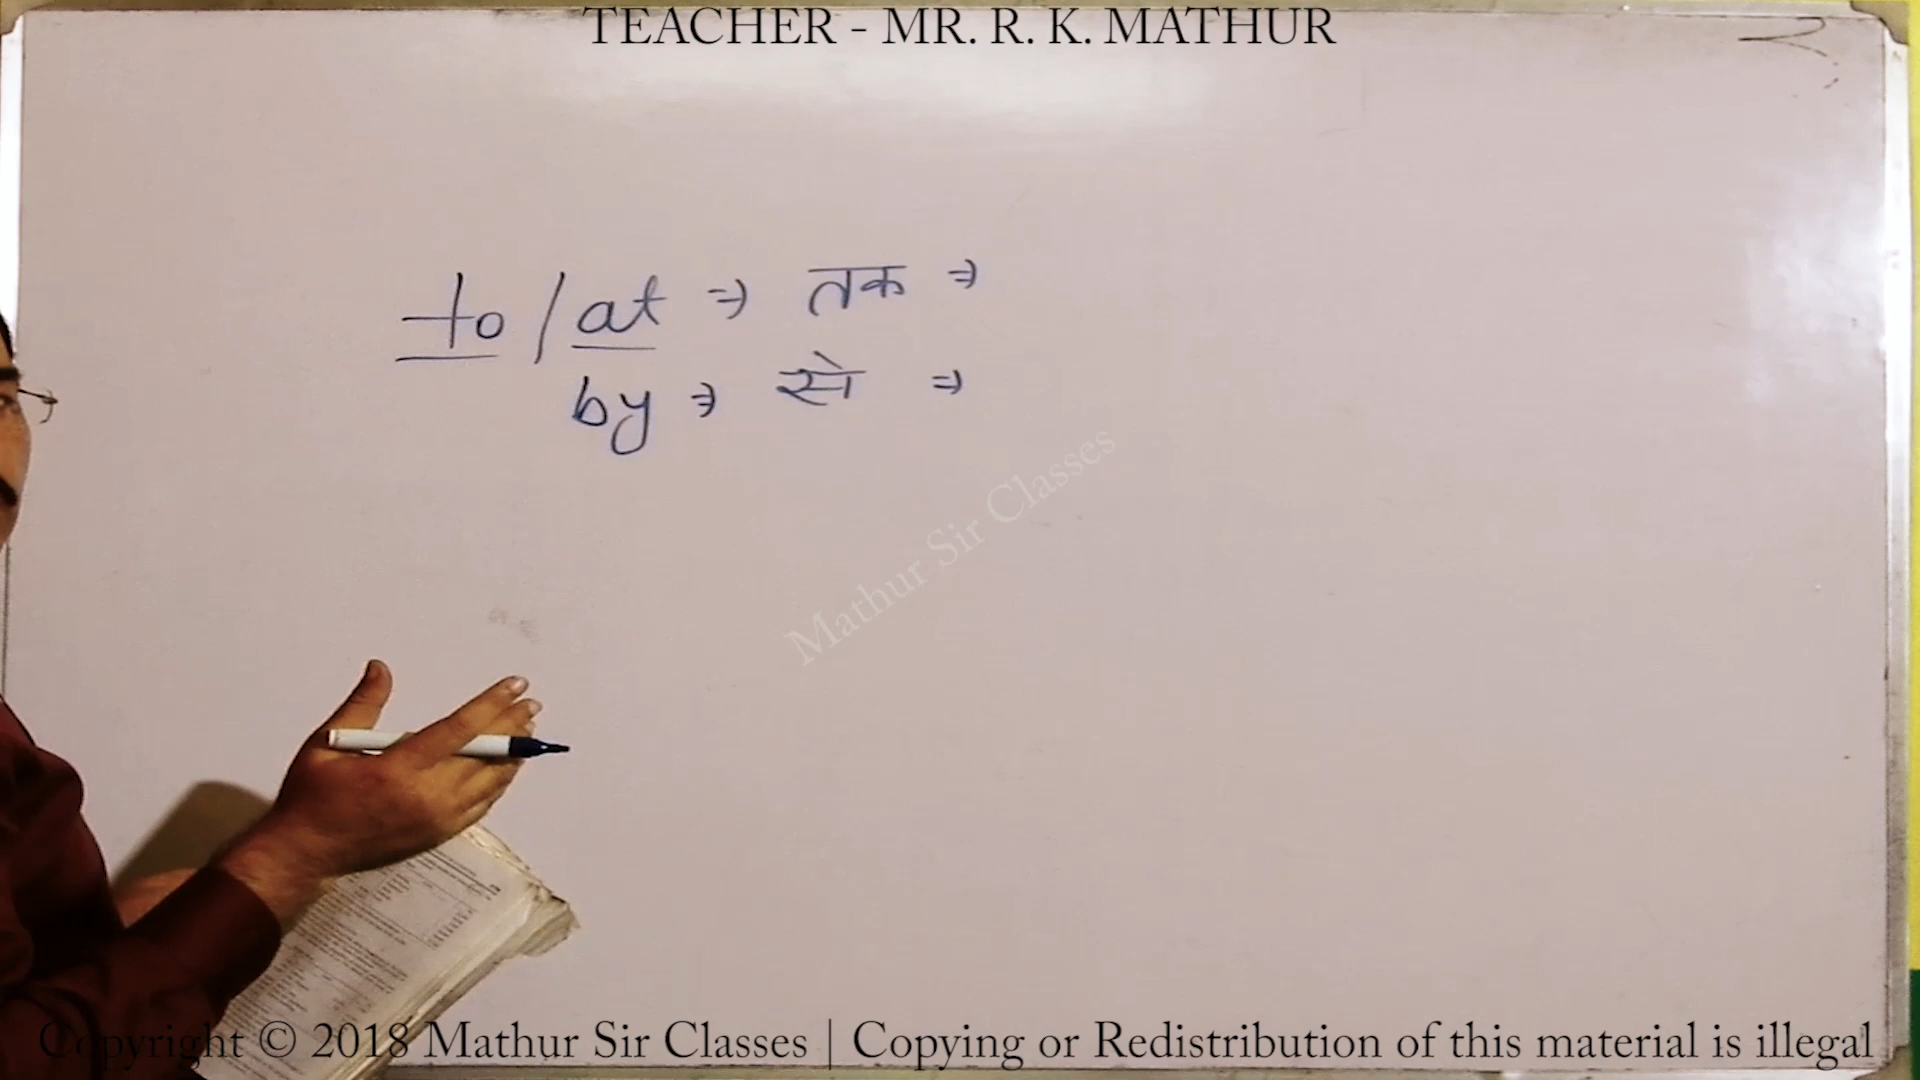 TEACHER - MR. R. K. MATHUR
to / at ⇒ तक ⇒
by ⇒ से ⇒
Mathur Sir Classes
Copyright © 2018 Mathur Sir Classes | Copying or Redistribution of this material is illegal